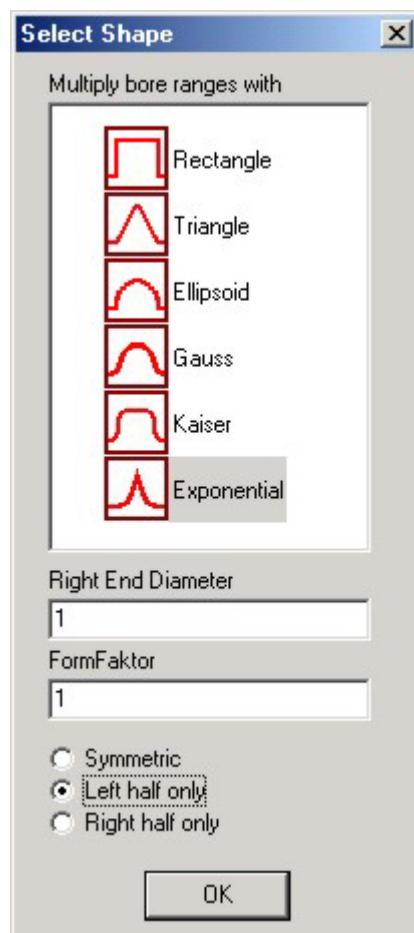 Select Shape
Multiply bore ranges with
Rectangle
Triangle
Ellipsoid
Gauss
Kaiser
Exponential
Right End Diameter
1
FormFaktor
1
Symmetric
Left half only
Right half only
OK